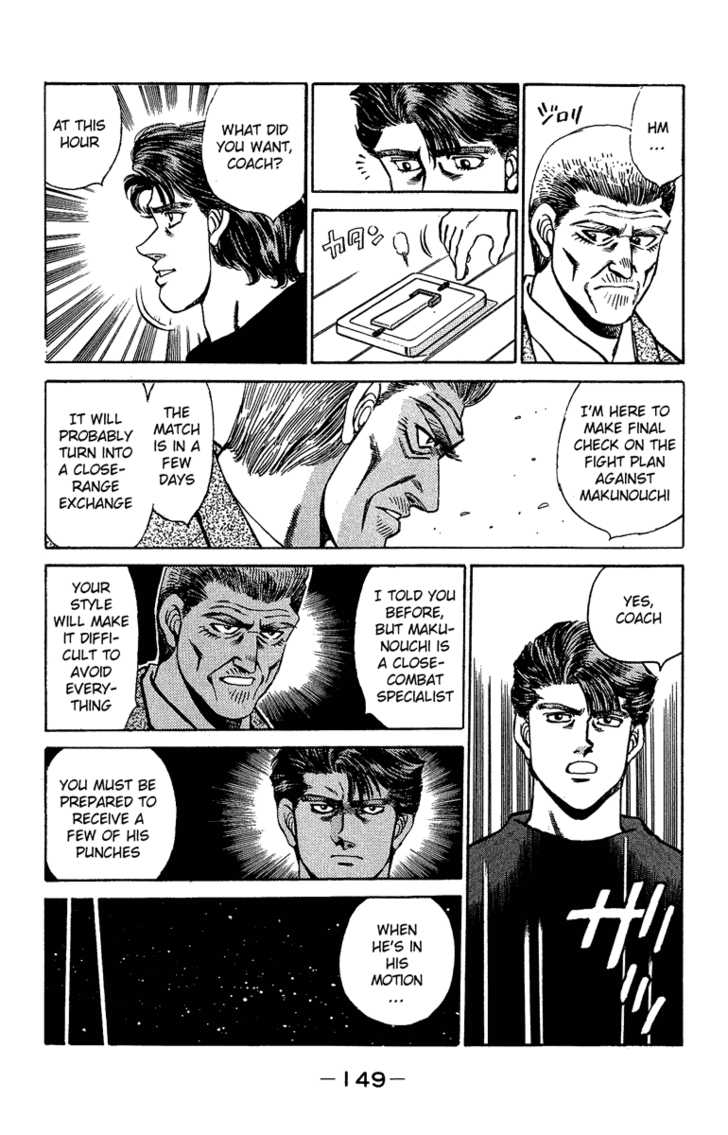 HM
...
ジロッ
カタン
WHAT DID
YOU WANT,
COACH?
AT THIS
HOUR
I'M HERE TO
MAKE FINAL
CHECK ON THE
FIGHT PLAN
AGAINST
MAKUNOUCHI
THE
MATCH
IS IN A
FEW
DAYS
IT WILL
PROBABLY
TURN INTO
A CLOSE-
RANGE
EXCHANGE
YES,
COACH
ザッ
I TOLD YOU
BEFORE,
BUT MAKU-
NOUCHI IS
A CLOSE-
COMBAT
SPECIALIST
YOUR
STYLE
WILL MAKE
IT DIFFI-
CULT TO
AVOID
EVERY-
THING
YOU MUST BE
PREPARED TO
RECEIVE A
FEW OF HIS
PUNCHES
WHEN
HE'S IN
HIS
MOTION
...
-149-